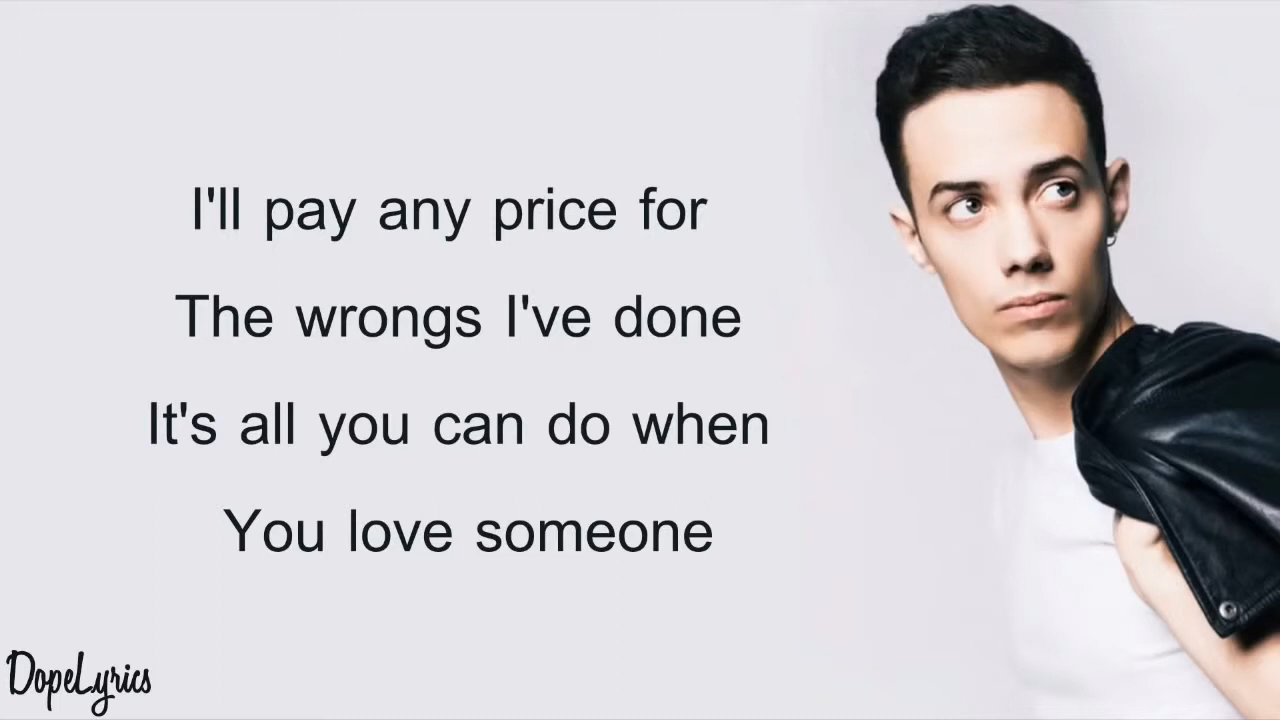 I'll pay any price for
The wrongs I've done
It's all you can do when
You love someone
DopeLyrics